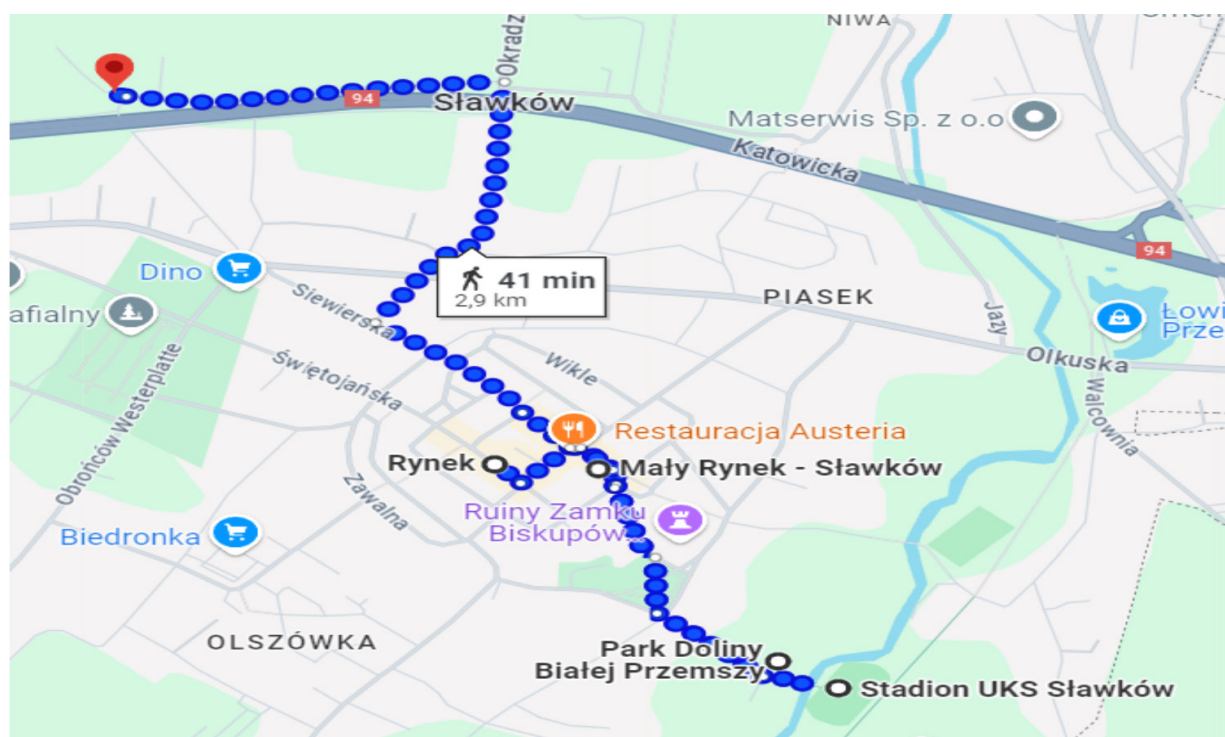 NIWA
Okradz
94
Sławków
Matserwis Sp. z o.o
Katowicka
94
Dino
41 min
2,9 km
PIASEK
afialny
Siewierska
Jazy
Łowi
Prze
Olkuska
Świętojańska
Wikle
Walcownia
Obrońców Westerplatte
Restauracja Austeria
Rynek
Mały Rynek - Sławków
Zawalna
Ruiny Zamku
Biskupów...
Biedronka
OLSZÓWKA
Park Doliny
Białej Przemszy
Stadion UKS Sławków